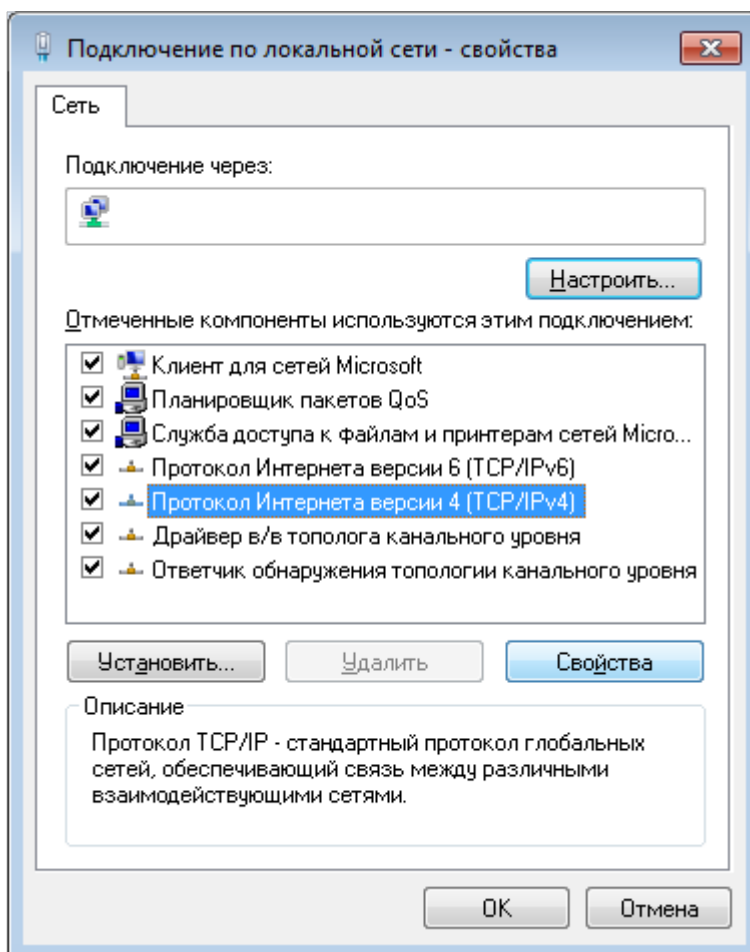 Подключение по локальной сети - свойства
Сеть
Подключение через:
Настроить...
Отмеченные компоненты используются этим подключением:
Клиент для сетей Microsoft
Планировщик пакетов QoS
Служба доступа к файлам и принтерам сетей Micro...
Протокол Интернета версии 6 (TCP/IPv6)
Протокол Интернета версии 4 (TCP/IPv4)
Драйвер в/в тополога канального уровня
Ответчик обнаружения топологии канального уровня
Установить...
Удалить
Свойства
Описание
Протокол TCP/IP - стандартный протокол глобальных
сетей, обеспечивающий связь между различными
взаимодействующими сетями.
OK
Отмена